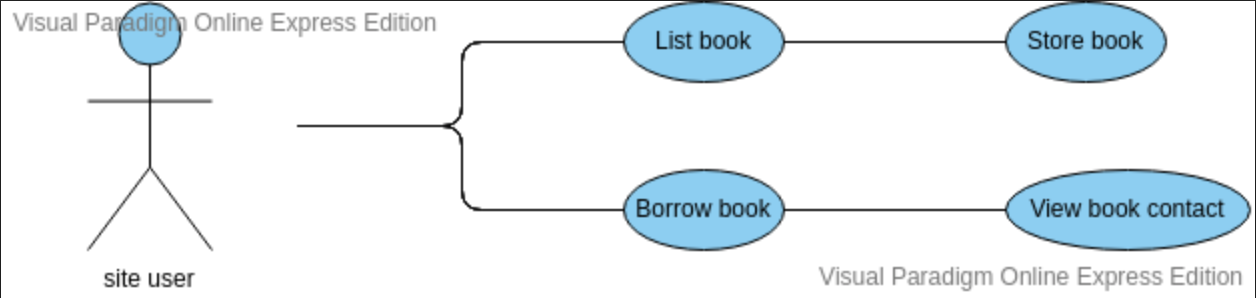 Visual Paradigm Online Express Edition
List book
Store book
Borrow book
View book contact
site user
Visual Paradigm Online Express Edition